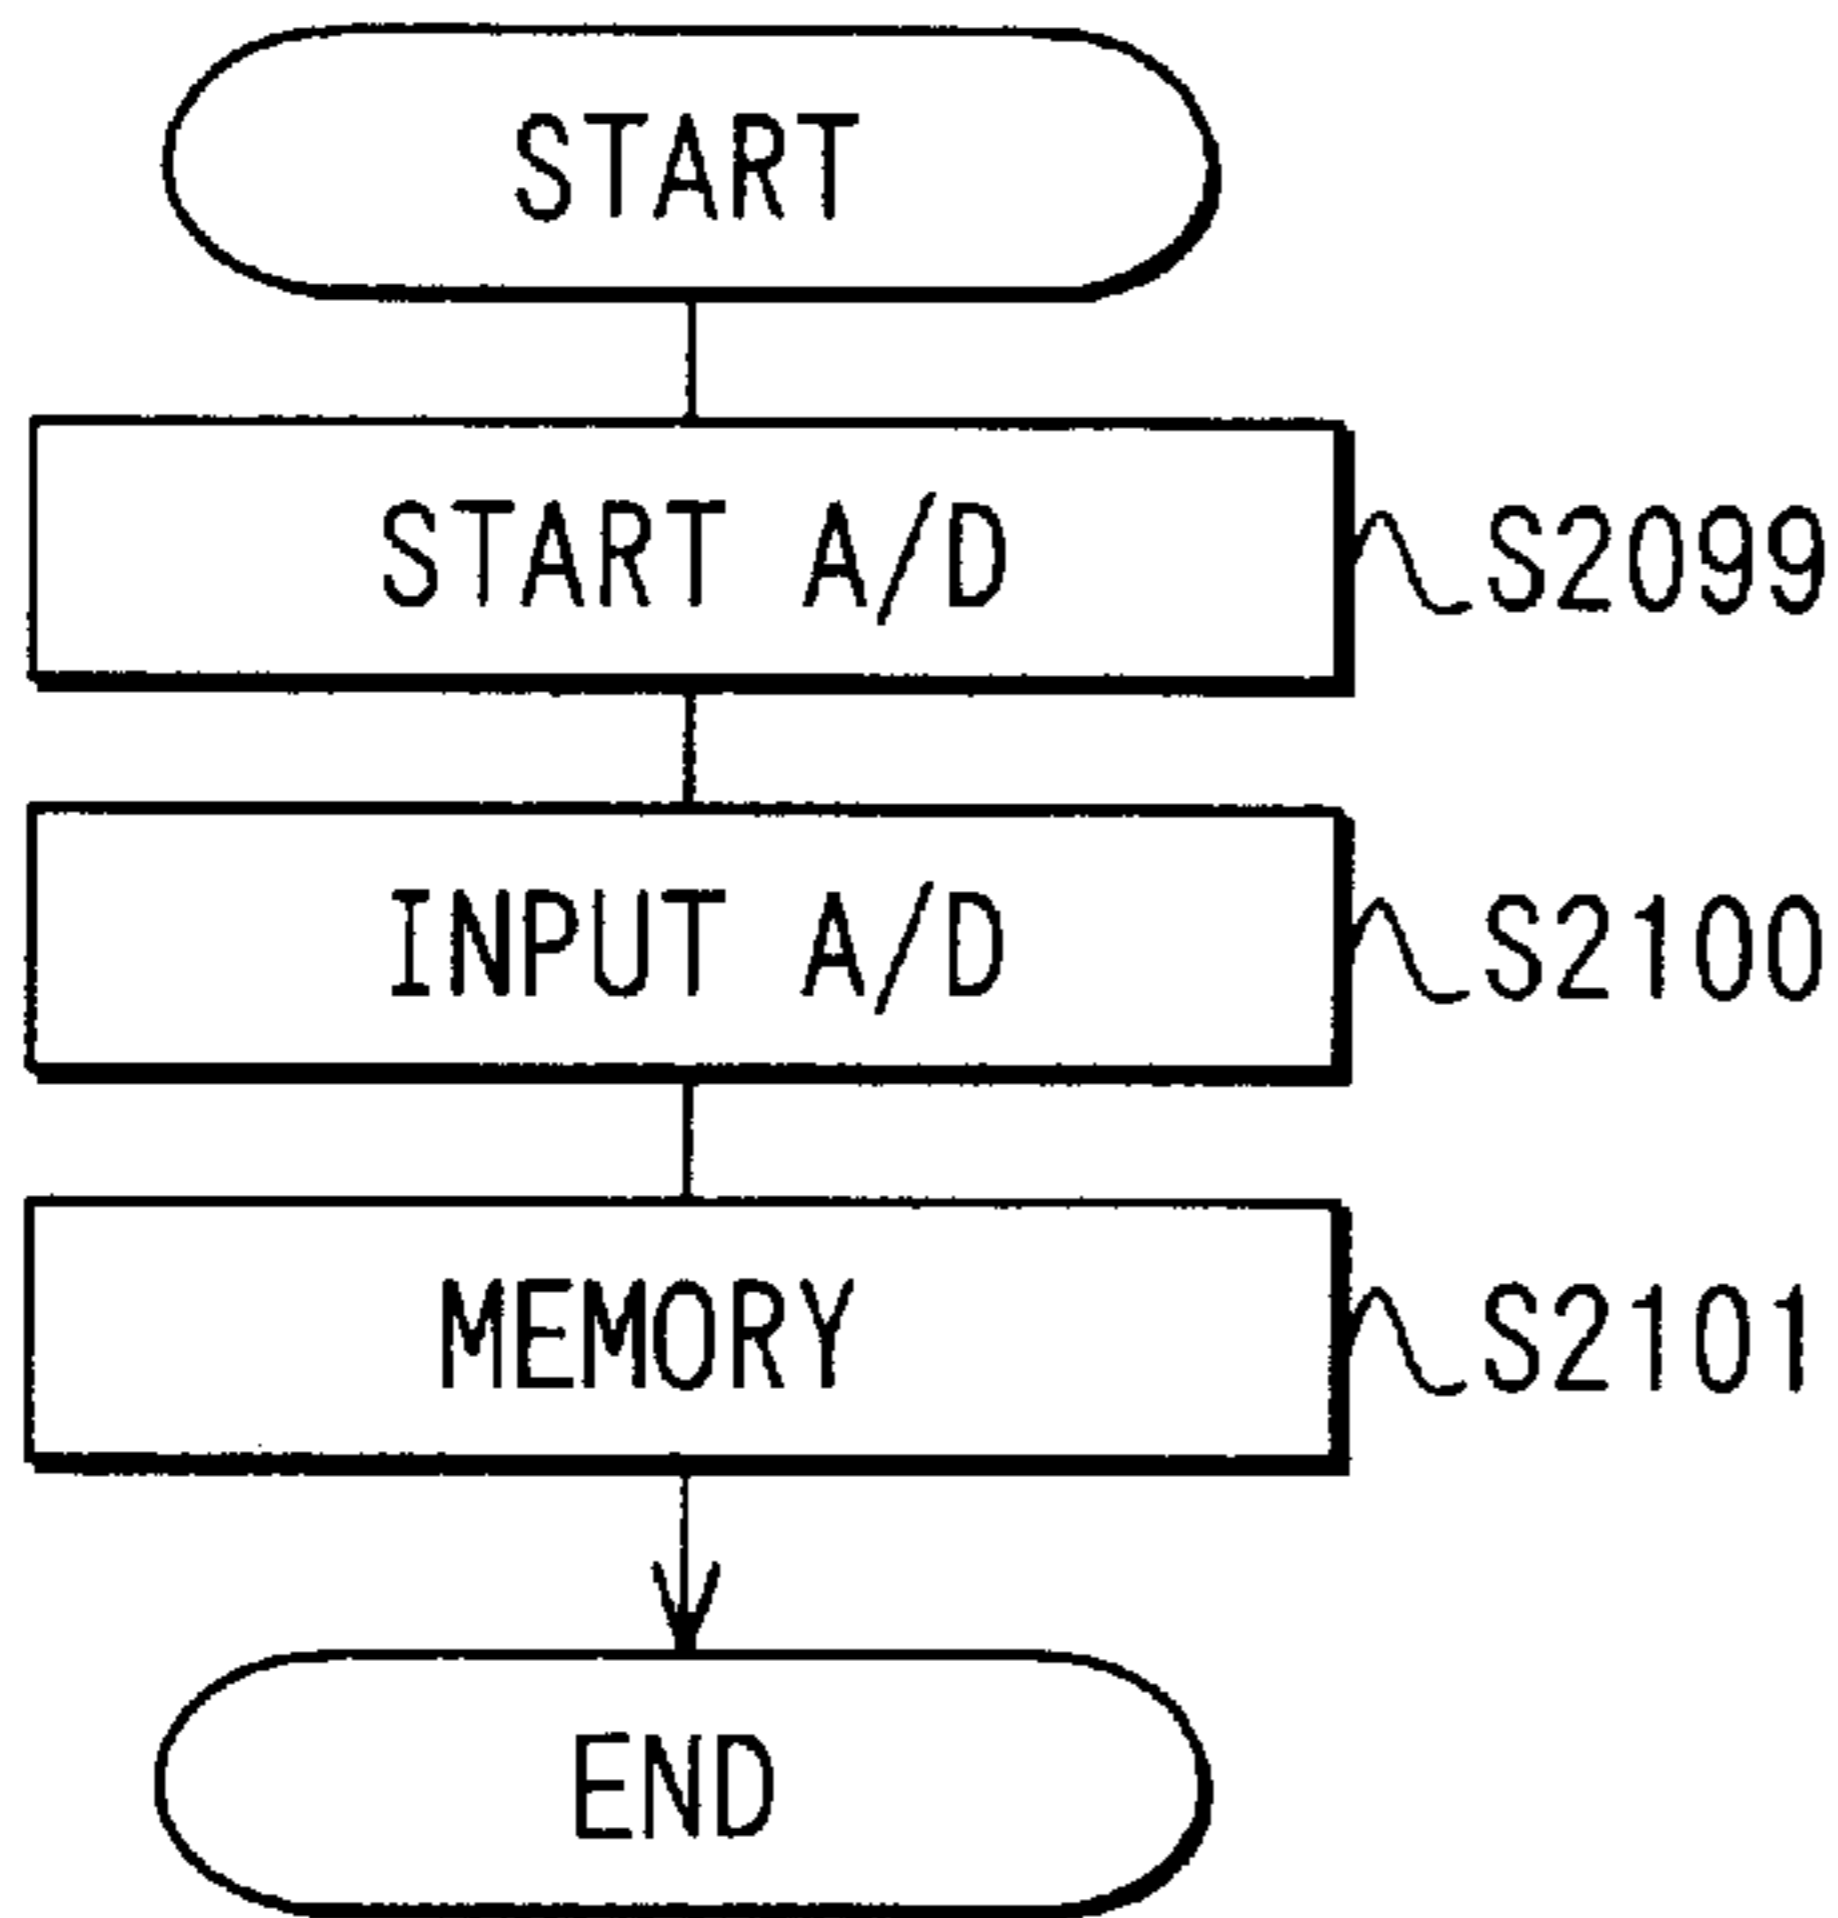 START
START A/D S2099
INPUT A/D S2100
MEMORY S2101
END